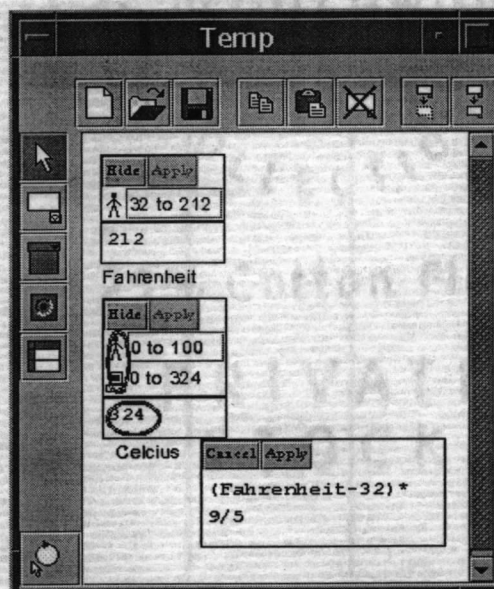 Temp
Hide Apply
32 to 212
212
Fahrenheit
Hide Apply
0 to 100
0 to 324
324
Celcius
Cancel Apply
(Fahrenheit-32)*
9/5